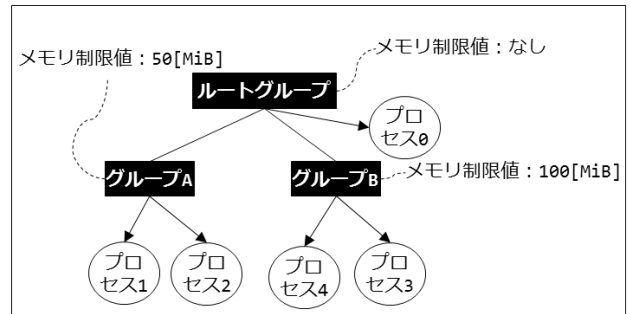 メモリ制限値：なし
メモリ制限値：50[MiB]
ルートグループ
プロ
セス0
グループA
グループB
メモリ制限値：100[MiB]
プロ
セス1
プロ
セス2
プロ
セス4
プロ
セス3